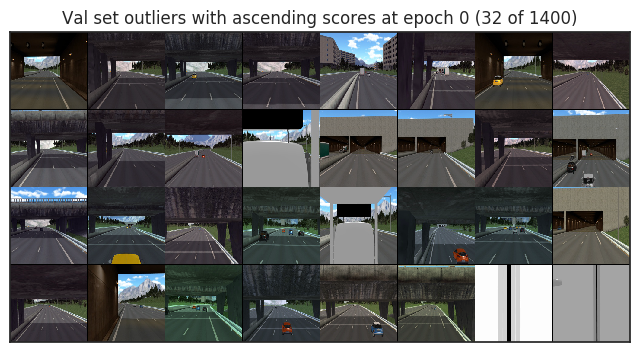 Val set outliers with ascending scores at epoch 0 (32 of 1400)